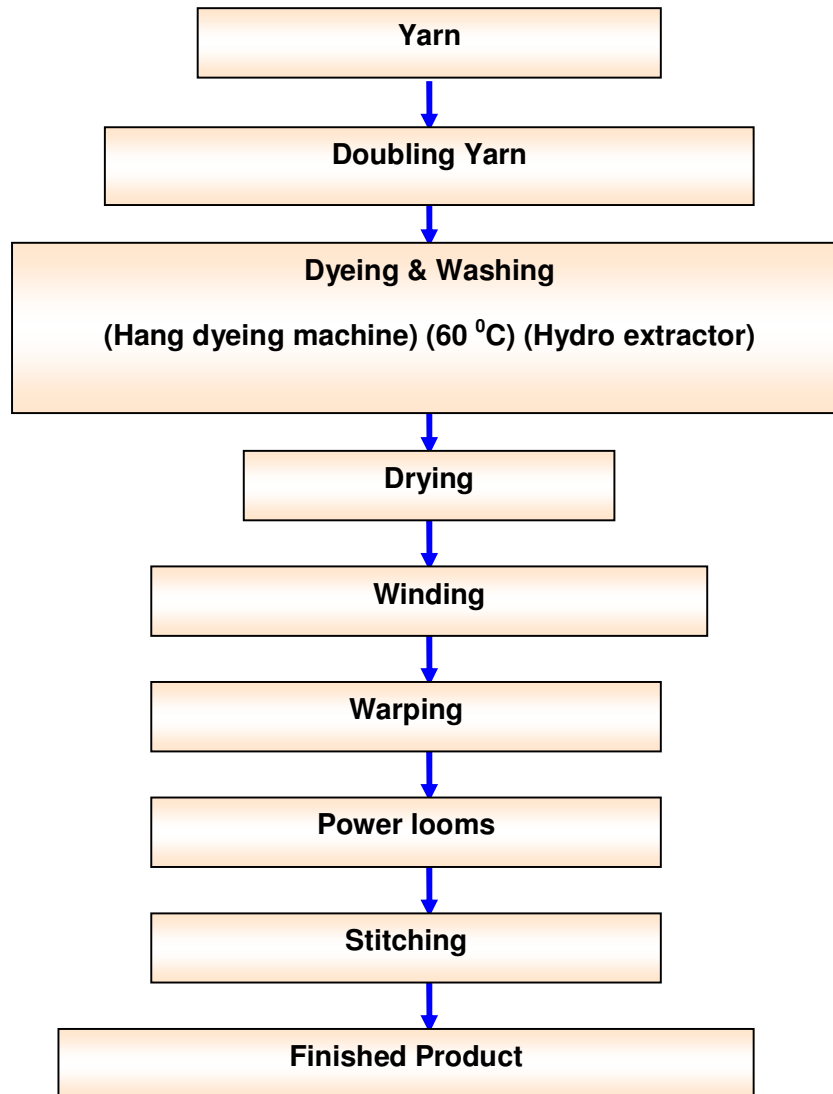 Yarn
Doubling Yarn
Dyeing & Washing
(Hang dyeing machine) (60 ⁰C) (Hydro extractor)
Drying
Winding
Warping
Power looms
Stitching
Finished Product